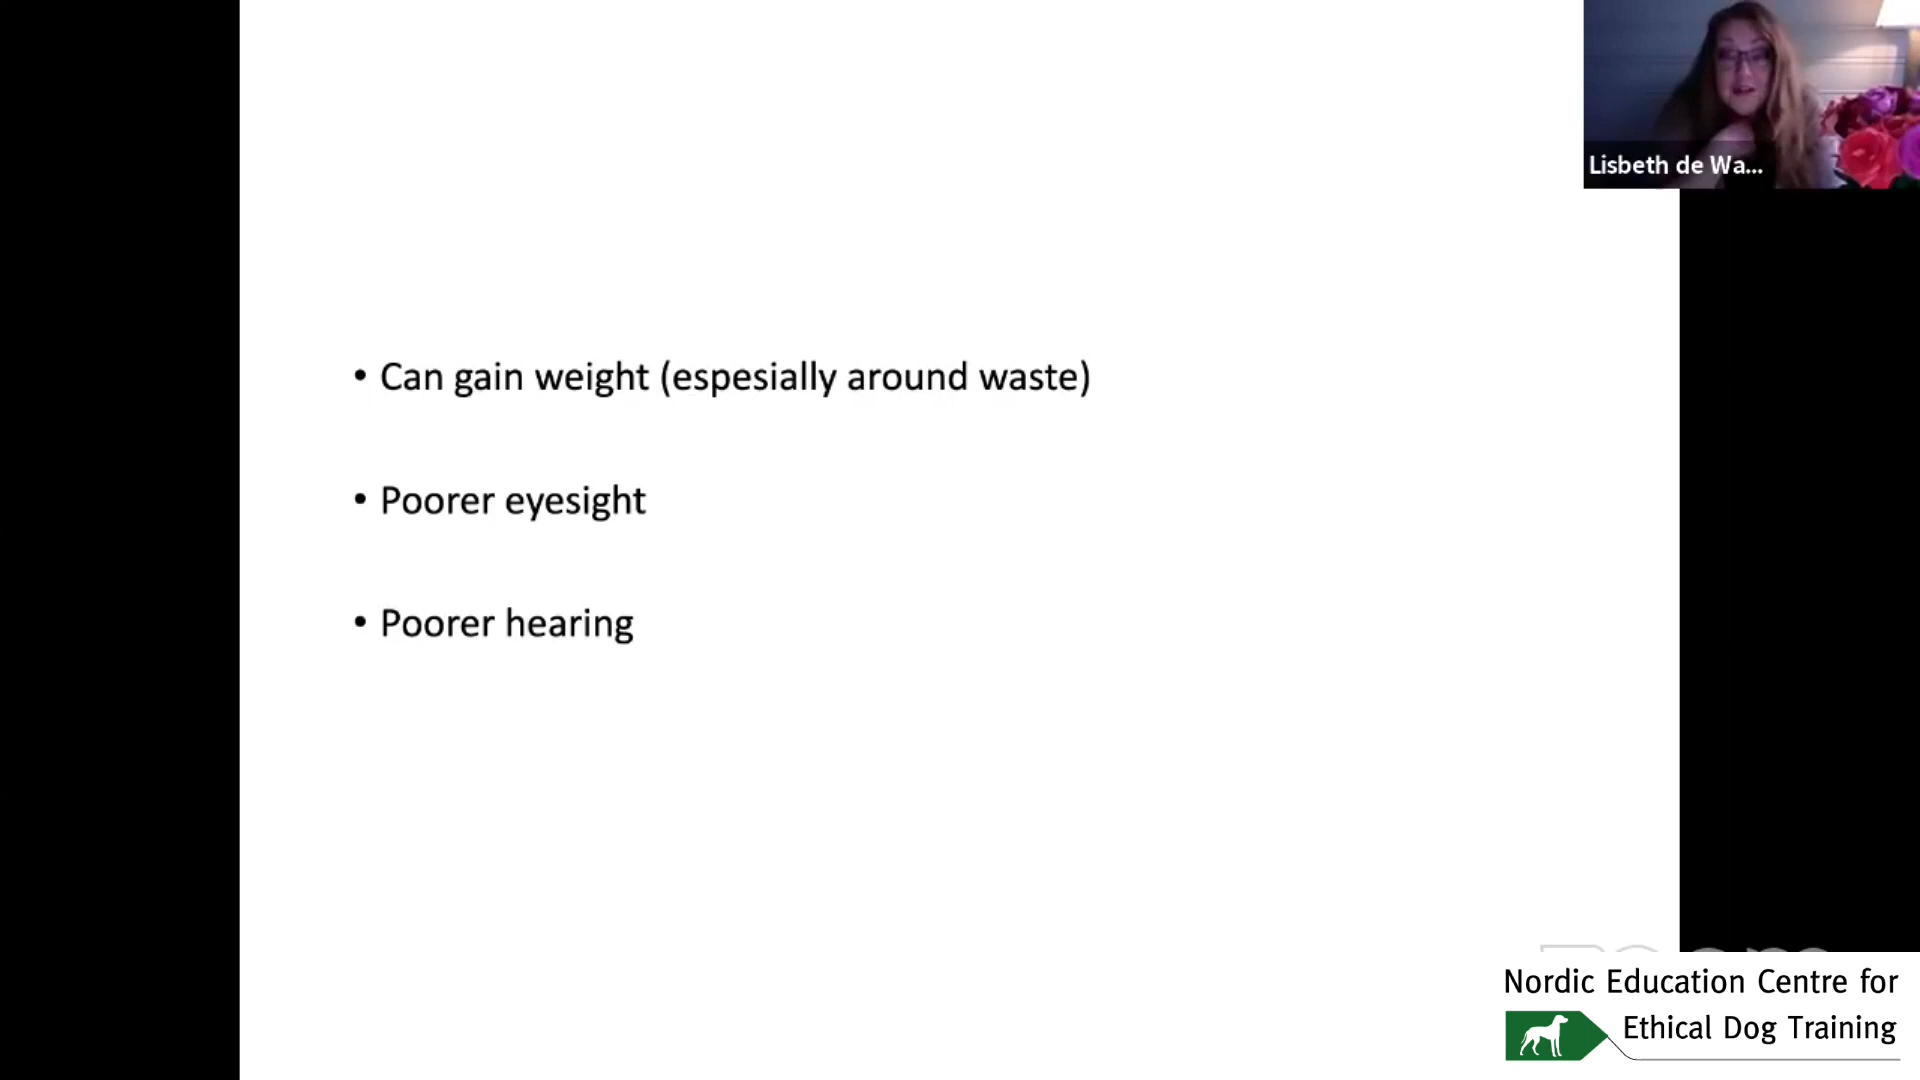 Lisbeth de Wa...
• Can gain weight (espesially around waste)
• Poorer eyesight
• Poorer hearing
Nordic Education Centre for
Ethical Dog Training